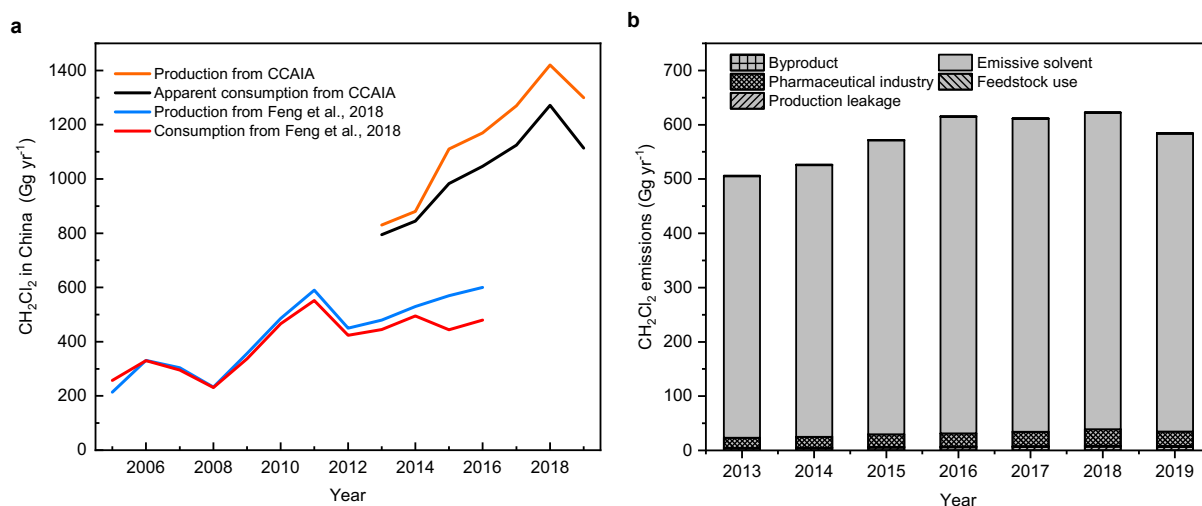 a
1400
1200
1000
800
600
400
200
0
CH₂Cl₂ in China (Gg yr⁻¹)
Production from CCAIA
Apparent consumption from CCAIA
Production from Feng et al., 2018
Consumption from Feng et al., 2018
2006 2008 2010 2012 2014 2016 2018
Year
b
700
600
500
400
300
200
100
0
CH₂Cl₂ emissions (Gg yr⁻¹)
Byproduct
Pharmaceutical industry
Production leakage
Emissive solvent
Feedstock use
2013 2014 2015 2016 2017 2018 2019
Year